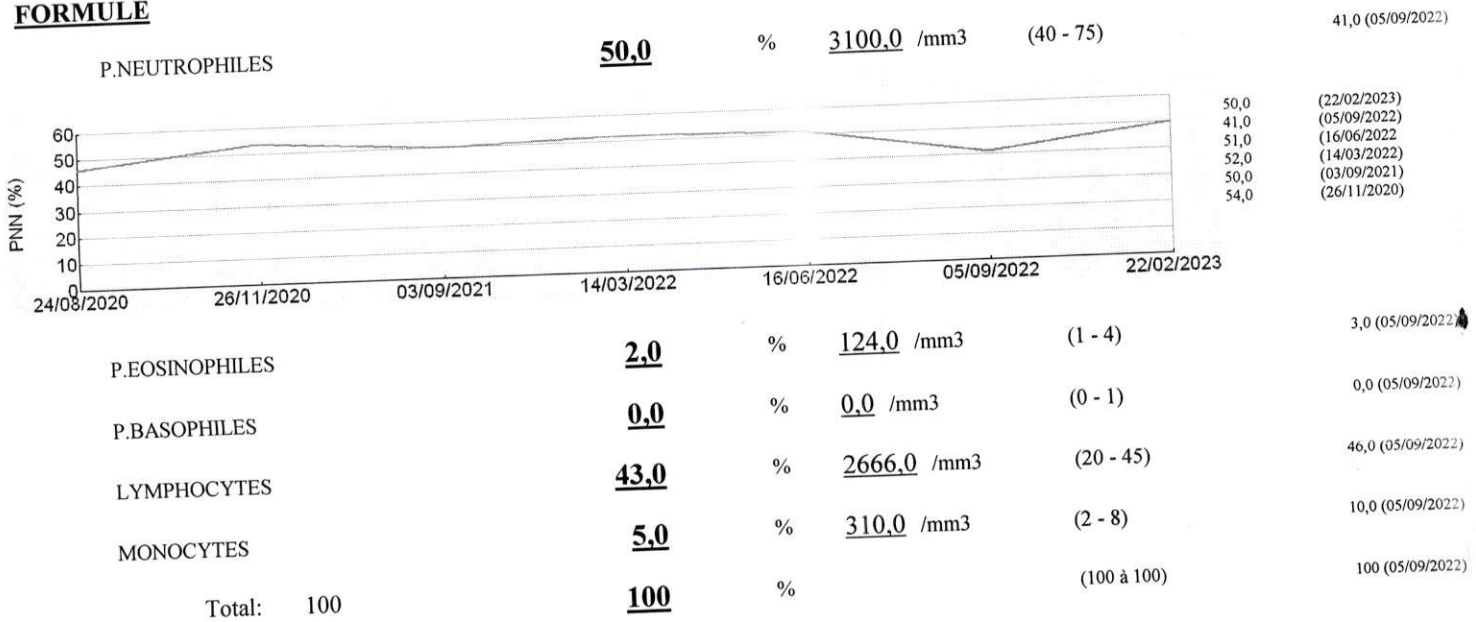 FORMULE
P.NEUTROPHILES 50,0 % 3100,0 /mm3 (40 - 75) 41,0 (05/09/2022)
PNN (%)
60
50
40
30
20
10
0
24/08/2020 26/11/2020 03/09/2021 14/03/2022 16/06/2022 05/09/2022 22/02/2023
50,0 (22/02/2023)
41,0 (05/09/2022)
51,0 (16/06/2022
52,0 (14/03/2022)
50,0 (03/09/2021)
54,0 (26/11/2020)
P.EOSINOPHILES 2,0 % 124,0 /mm3 (1 - 4) 3,0 (05/09/2022)
P.BASOPHILES 0,0 % 0,0 /mm3 (0 - 1) 0,0 (05/09/2022)
LYMPHOCYTES 43,0 % 2666,0 /mm3 (20 - 45) 46,0 (05/09/2022)
MONOCYTES 5,0 % 310,0 /mm3 (2 - 8) 10,0 (05/09/2022)
Total: 100 100 % (100 à 100) 100 (05/09/2022)